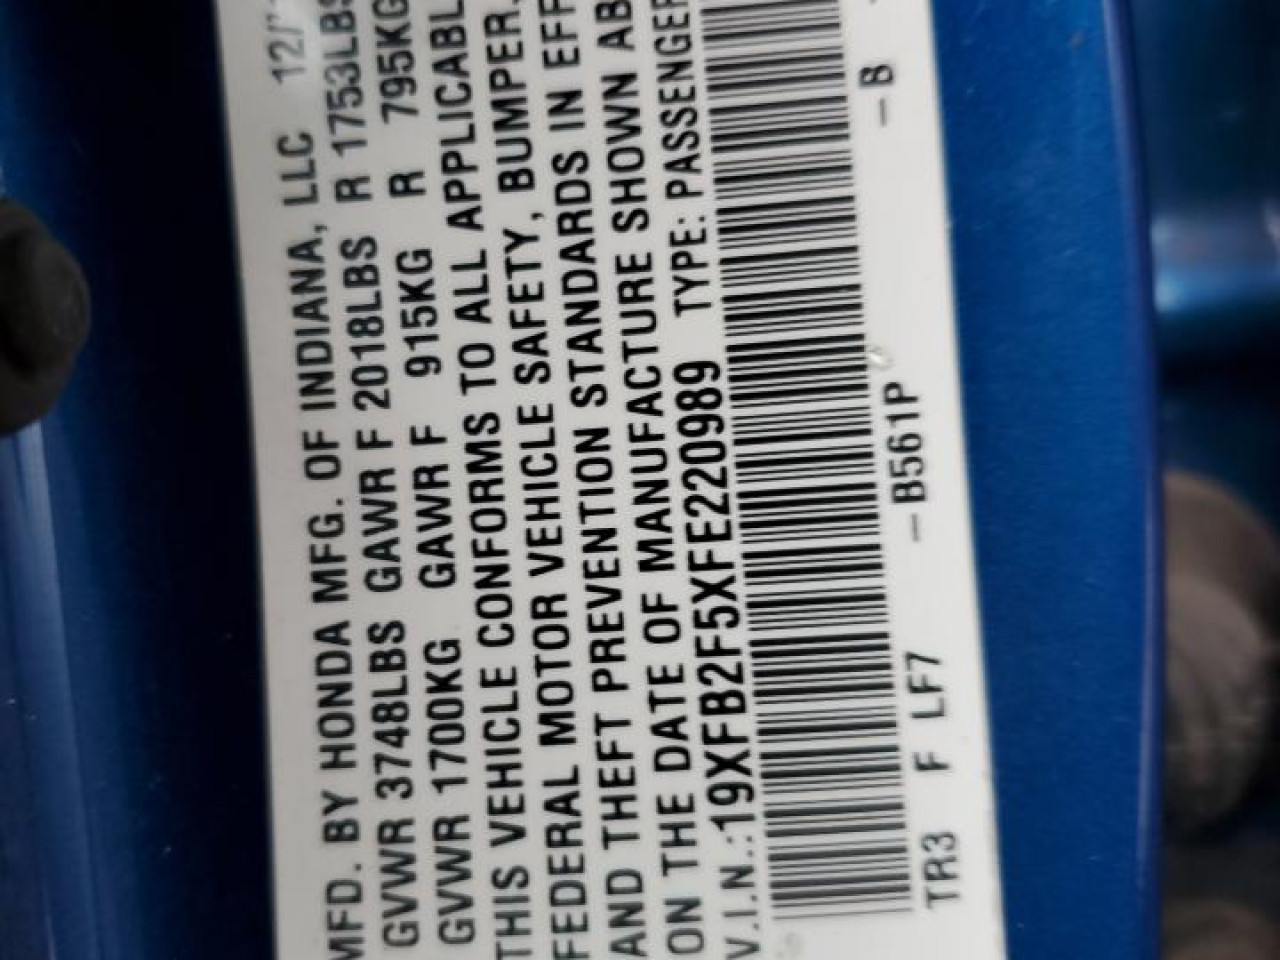 MFD. BY HONDA MFG. OF INDIANA, LLC 12/
GVWR 3748LBS GAWR F 2018LBS R 1753LBS
GVWR 1700KG GAWR F 915KG R 795KG
THIS VEHICLE CONFORMS TO ALL APPLICABL
FEDERAL MOTOR VEHICLE SAFETY, BUMPER,
AND THEFT PREVENTION STANDARDS IN EFF
ON THE DATE OF MANUFACTURE SHOWN AB
V.I.N.:19XFB2F5XFE220989 TYPE: PASSENGER
TR3 F LF7 -B561P -B